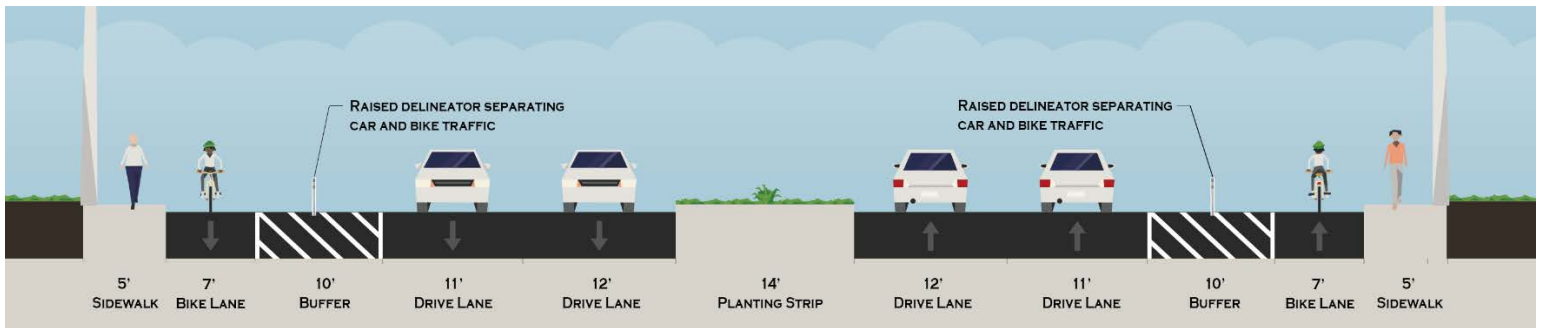 RAISED DELINEATOR SEPARATING
CAR AND BIKE TRAFFIC
RAISED DELINEATOR SEPARATING
CAR AND BIKE TRAFFIC
5'
SIDEWALK
7'
BIKE LANE
10'
BUFFER
11'
DRIVE LANE
12'
DRIVE LANE
14'
PLANTING STRIP
12'
DRIVE LANE
11'
DRIVE LANE
10'
BUFFER
7'
BIKE LANE
5'
SIDEWALK